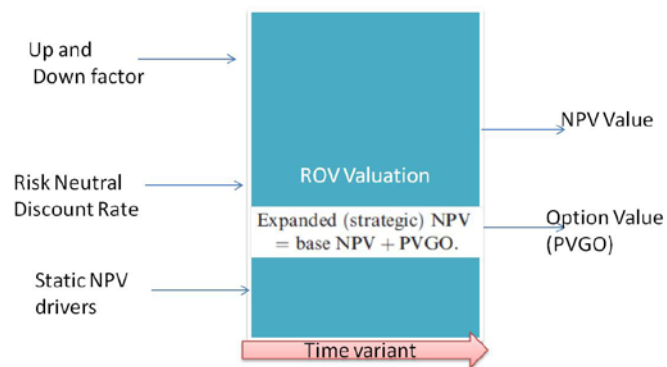 Up and
Down factor
NPV Value
Risk Neutral
Discount Rate
ROV Valuation
Expanded (strategic) NPV
= base NPV + PVGO.
Option Value
(PVGO)
Static NPV
drivers
Time variant